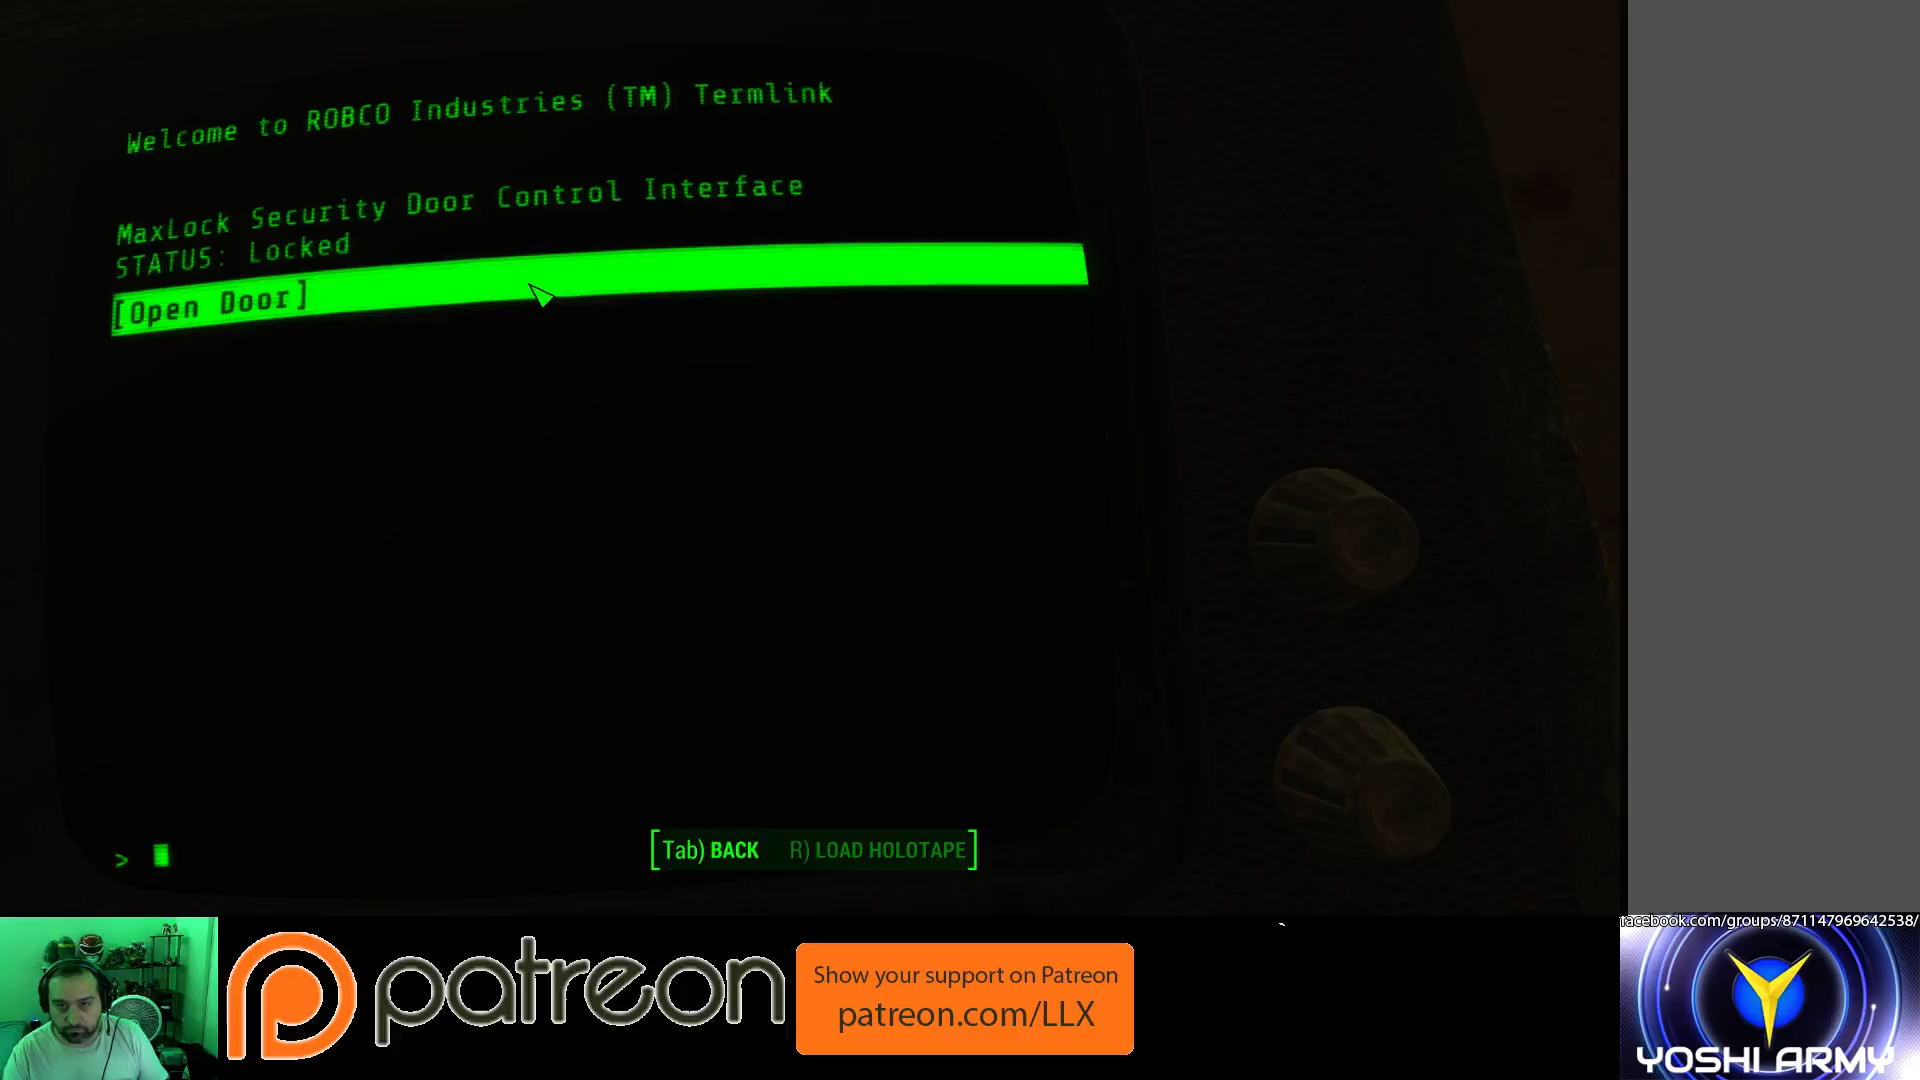 Welcome to ROBCO Industries (TM) Termlink
MaxLock Security Door Control Interface
STATUS: Locked
[Open Door]
>
Tab) BACK R) LOAD HOLOTAPE
patreon
Show your support on Patreon
patreon.com/LLX
facebook.com/groups/871147969642538/
YOSHI ARMY